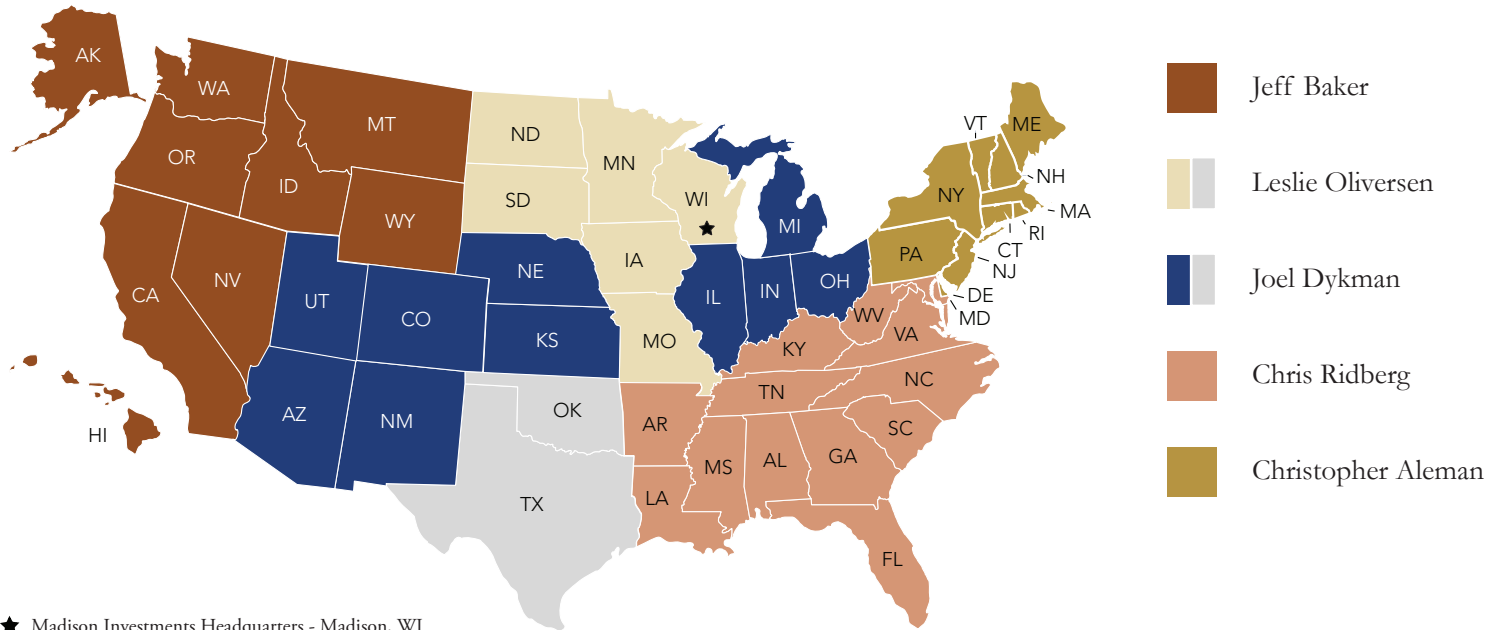 AK
WA
MT
ND
MN
VT
ME
OR
ID
WY
SD
WI
MI
NY
NH
MA
RI
CT
NJ
PA
DE
MD
CA
NV
UT
CO
NE
KS
IA
MO
IL
IN
OH
WV
VA
KY
TN
NC
SC
AZ
NM
OK
AR
TX
LA
MS
AL
GA
FL
HI
Jeff Baker
Leslie Oliversen
Joel Dykman
Chris Ridberg
Christopher Aleman
Madison Investments Headquarters - Madison, WI